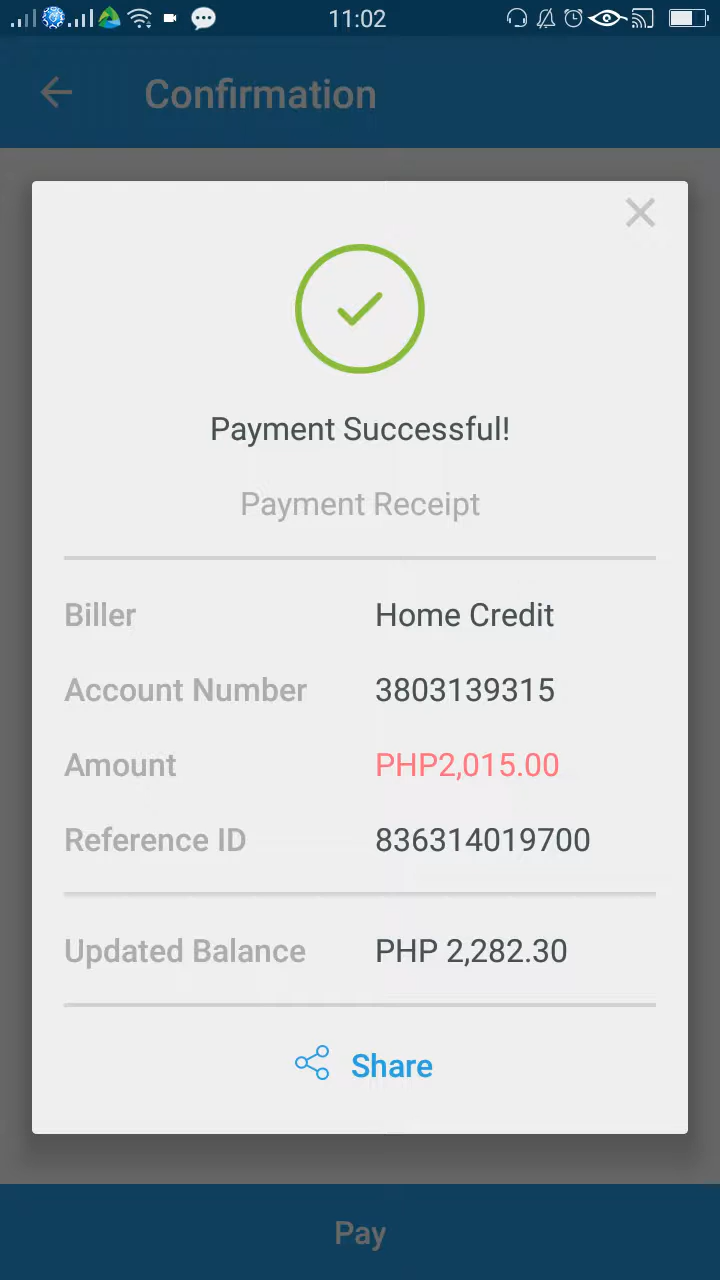 11:02
Confirmation
Payment Successful!
Payment Receipt
Biller Home Credit
Account Number 3803139315
Amount PHP2,015.00
Reference ID 836314019700
Updated Balance PHP 2,282.30
Share
Pay